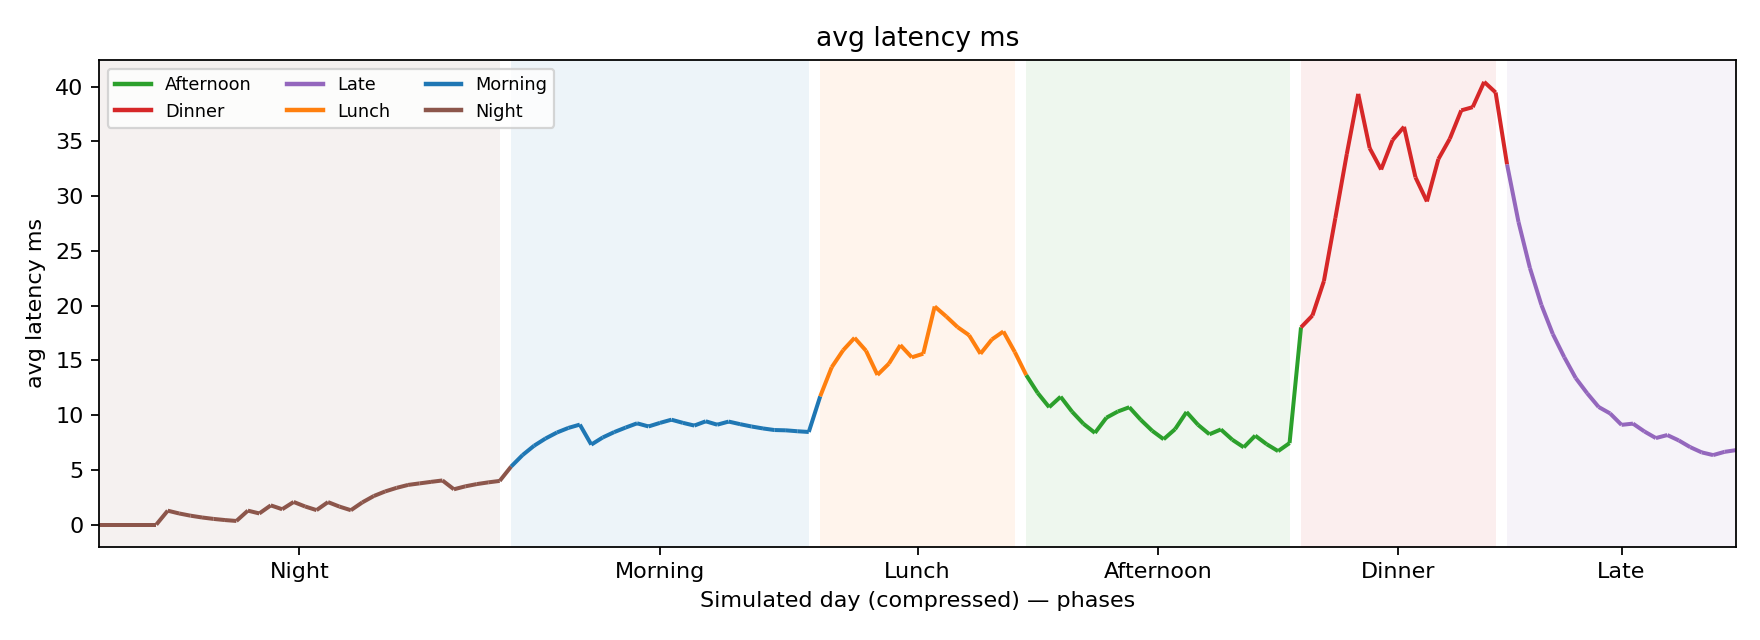 avg latency ms
Afternoon Late Morning
Dinner Lunch Night
avg latency ms
40
35
30
25
20
15
10
5
0
Night Morning Lunch Afternoon Dinner Late
Simulated day (compressed) — phases